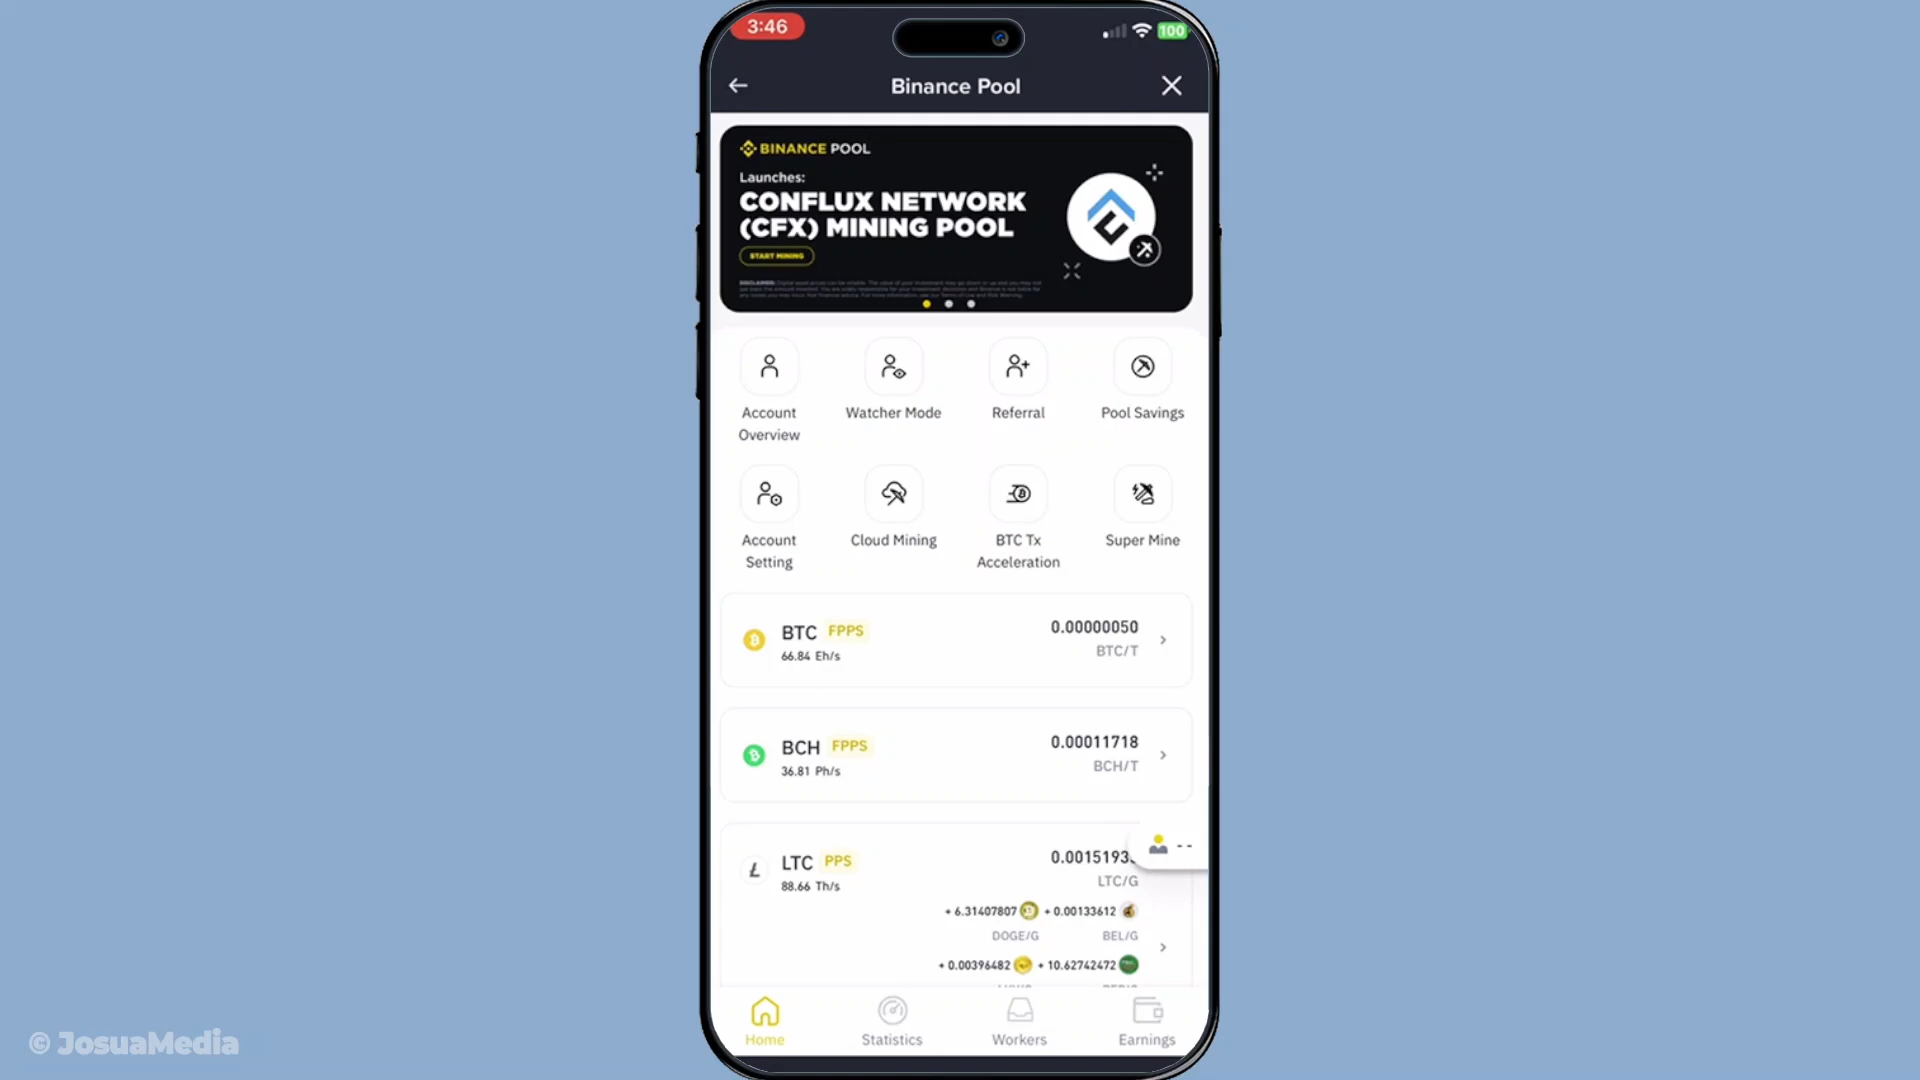 3:46
100
Binance Pool
BINANCE POOL
Launches:
CONFLUX NETWORK
(CFX) MINING POOL
START MINING
Account
Overview
Watcher Mode
Referral
Pool Savings
Account
Setting
Cloud Mining
BTC Tx
Acceleration
Super Mine
BTC FPPS
66.84 Eh/s
0.00000050
BTC/T
BCH FPPS
36.81 Ph/s
0.00011718
BCH/T
LTC PPS
88.66 Th/s
0.0015193
LTC/G
--
+ 6.31407807 + 0.00133612
DOGE/G BEL/G
+ 0.00396482 + 10.62742472
Home
Statistics
Workers
Earnings
© JosuaMedia